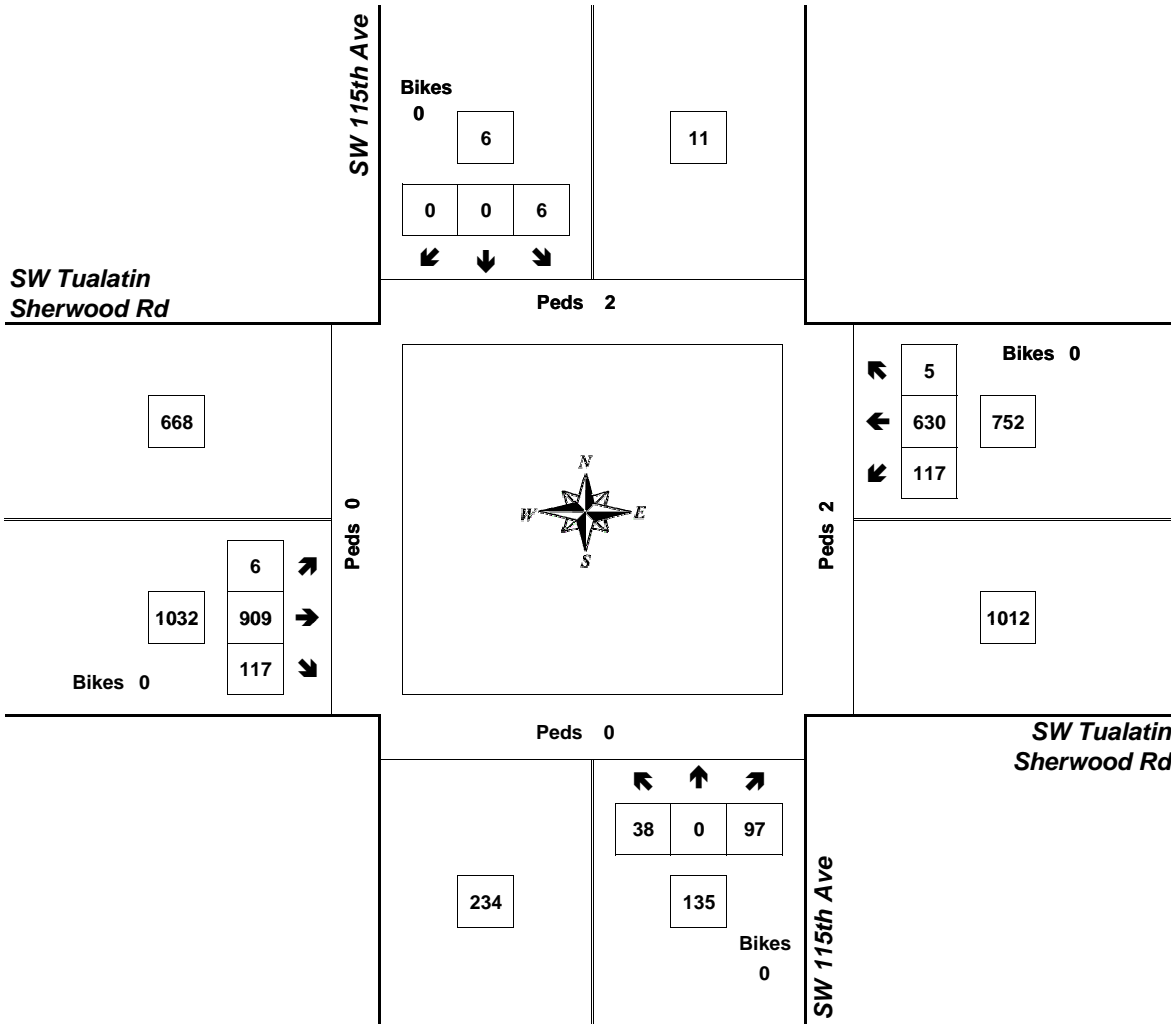 SW 115th Ave
Bikes
0
6
11
0 0 6
SW Tualatin
Sherwood Rd
Peds 2
Bikes 0
5
668
630 752
117
N
W E
S
Peds 0
Peds 2
6
1032 909
1012
117
Bikes 0
Peds 0
SW Tualatin
Sherwood Rd
38 0 97
234
135
Bikes
0
SW 115th Ave